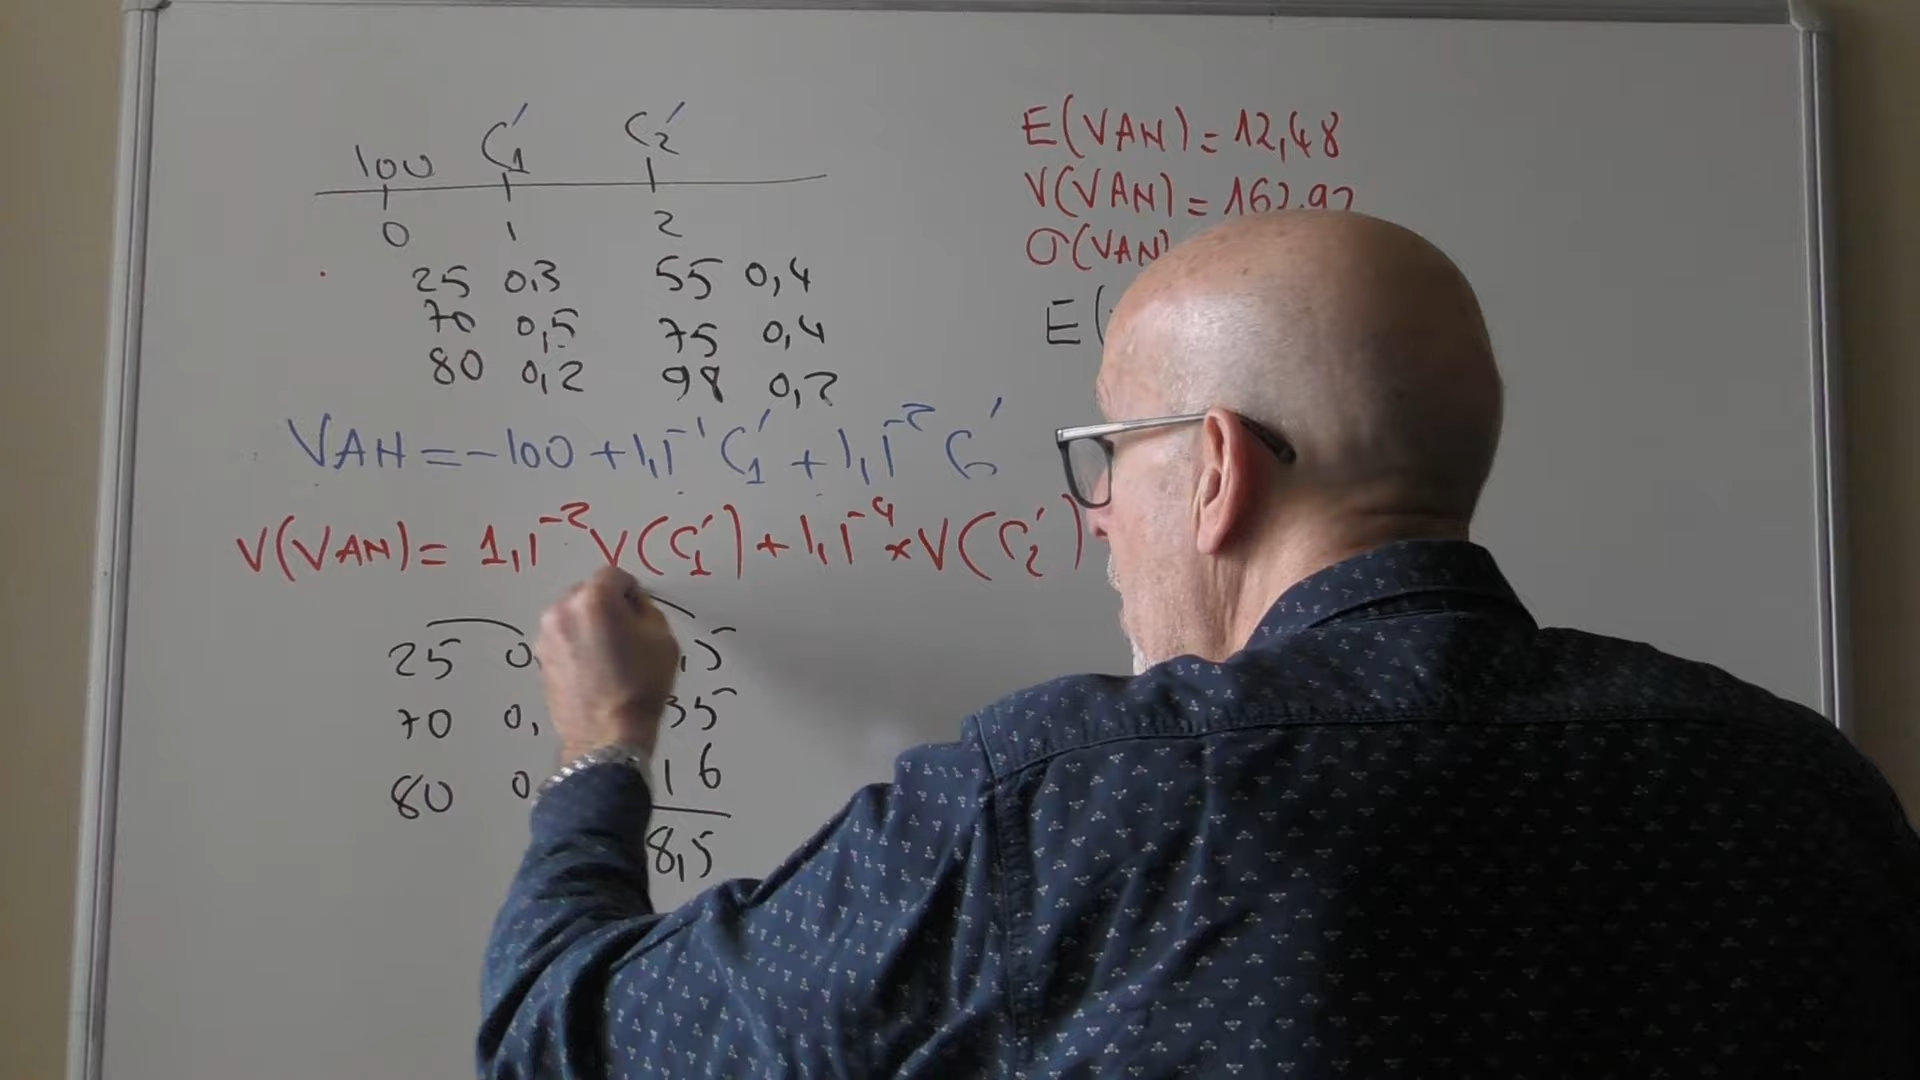 100 C₁′ C₂′
0 1 2
25 0,3 55 0,4
70 0,5 75 0,4
80 0,2 98 0,2
VAN = -100 + 1,1⁻¹ C₁′ + 1,1⁻²
V(VAN) = 1,1⁻² V(C₁′) + 1,1⁻⁴ × V(C₂′)
25 0, ,5
70 0, 35
80 0, 16
8,5
E(VAN) = 12,48
V(VAN) = 162,92
σ(VAN)
E(